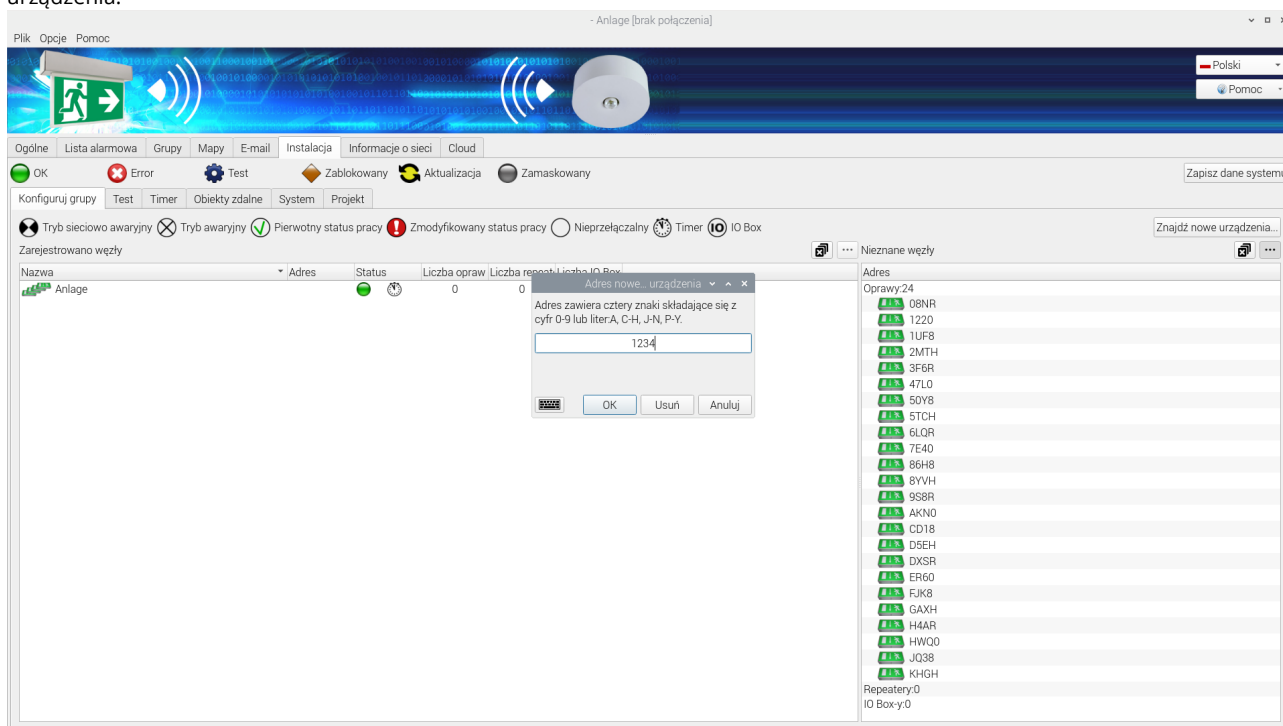 urządzenia.
- Anlage [brak połączenia]
Plik Opcje Pomoc
Polski
Pomoc
Ogólne Lista alarmowa Grupy Mapy E-mail Instalacja Informacje o sieci Cloud
OK Error Test Zablokowany Aktualizacja Zamaskowany Zapisz dane systemu
Konfiguruj grupy Test Timer Obiekty zdalne System Projekt
Tryb sieciowo awaryjny Tryb awaryjny Pierwotny status pracy Zmodyfikowany status pracy Nieprzełączalny Timer IO IO Box Znajdź nowe urządzenia...
Zarejestrowano węzły ... Nieznane węzły ...
Nazwa Adres Status Liczba opraw Liczba repeat Liczba IO Box Adres
Anlage 0 0
Adres nowe... urządzenia
Adres zawiera cztery znaki składające się z
cyfr 0-9 lub liter:A, C-H, J-N, P-Y.
1234
OK Usuń Anuluj
Oprawy:24
08NR
1220
1UF8
2MTH
3F6R
47L0
50Y8
5TCH
6LQR
7E40
86H8
8YVH
9S8R
AKN0
CD18
D5EH
DXSR
ER60
FJK8
GAXH
H4AR
HWQ0
JQ38
KHGH
Repeatery:0
IO Box-y:0